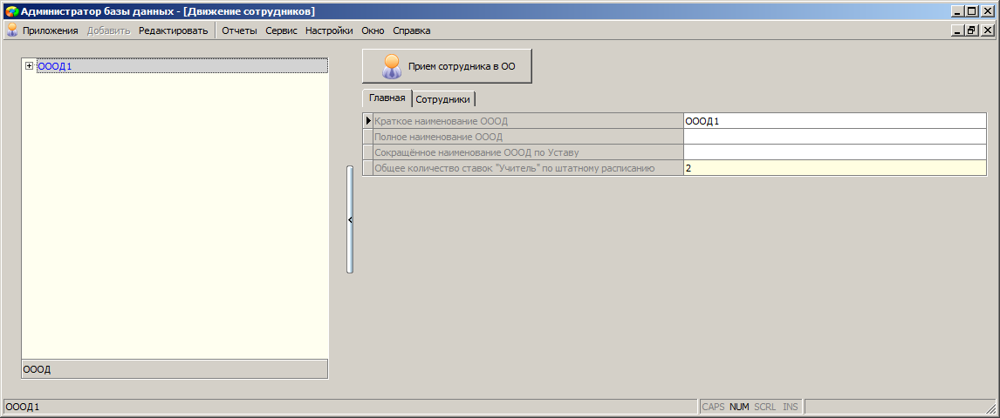 Администратор базы данных - [Движение сотрудников]
Приложения Добавить Редактировать Отчеты Сервис Настройки Окно Справка
ОООД1
Прием сотрудника в ОО
Главная Сотрудники
Краткое наименование ОООД ОООД1
Полное наименование ОООД
Сокращённое наименование ОООД по Уставу
Общее количество ставок "Учитель" по штатному расписанию 2
ОООД
ОООД1 CAPS NUM SCRL INS